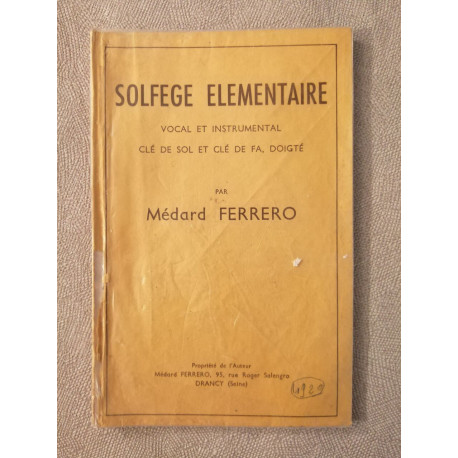 SOLFEGE ELEMENTAIRE
VOCAL ET INSTRUMENTAL
CLÉ DE SOL ET CLÉ DE FA, DOIGTÉ
PAR
Médard FERRERO
Propriété de l'Auteur
Médard FERRERO, 95, rue Roger Salengro
DRANCY (Seine)